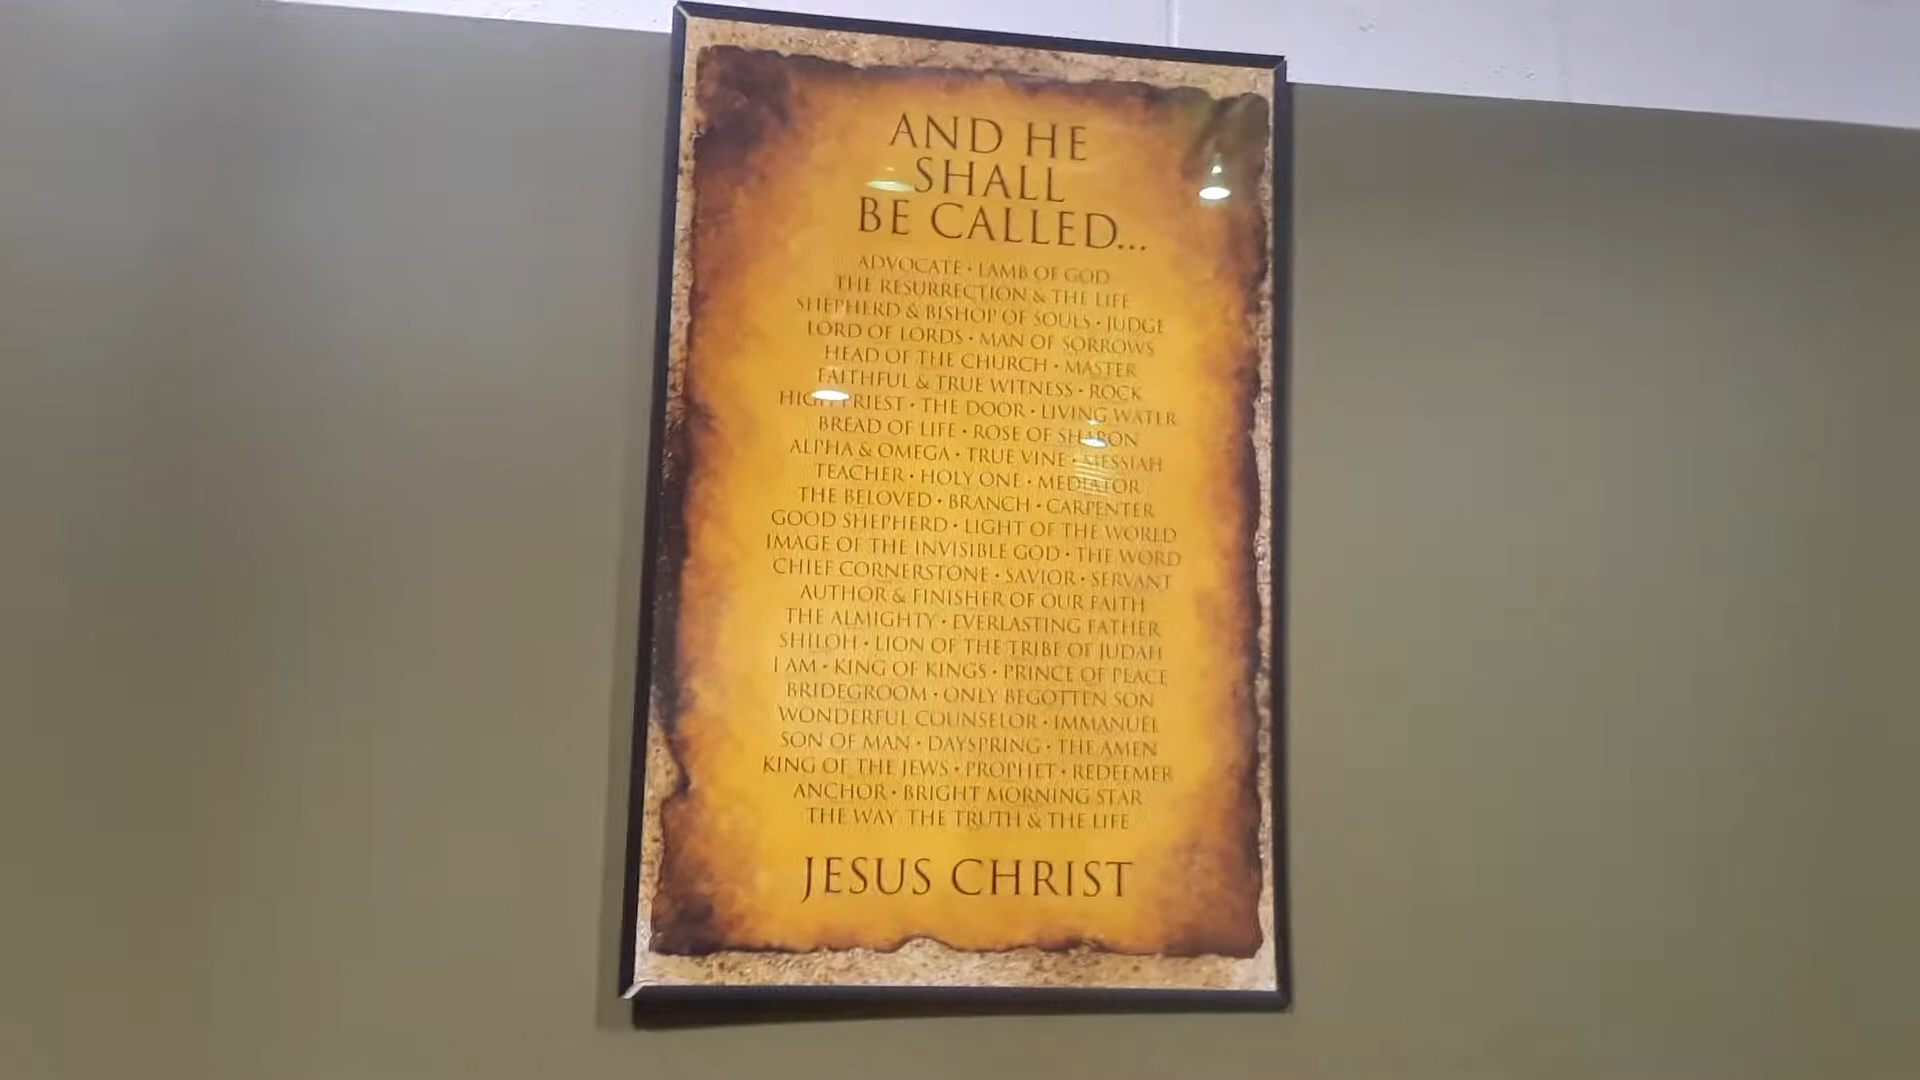 AND HE
SHALL
BE CALLED...
ADVOCATE • LAMB OF GOD
THE RESURRECTION & THE LIFE
SHEPHERD & BISHOP OF SOULS • JUDGE
LORD OF LORDS • MAN OF SORROWS
HEAD OF THE CHURCH • MASTER
FAITHFUL & TRUE WITNESS • ROCK
HIGH PRIEST • THE DOOR • LIVING WATER
BREAD OF LIFE • ROSE OF SHARON
ALPHA & OMEGA • TRUE VINE • MESSIAH
TEACHER • HOLY ONE • MEDIATOR
THE BELOVED • BRANCH • CARPENTER
GOOD SHEPHERD • LIGHT OF THE WORLD
IMAGE OF THE INVISIBLE GOD • THE WORD
CHIEF CORNERSTONE • SAVIOR • SERVANT
AUTHOR & FINISHER OF OUR FAITH
THE ALMIGHTY • EVERLASTING FATHER
SHILOH • LION OF THE TRIBE OF JUDAH
I AM • KING OF KINGS • PRINCE OF PEACE
BRIDEGROOM • ONLY BEGOTTEN SON
WONDERFUL COUNSELOR • IMMANUEL
SON OF MAN • DAYSPRING • THE AMEN
KING OF THE JEWS • PROPHET • REDEEMER
ANCHOR • BRIGHT MORNING STAR
THE WAY THE TRUTH & THE LIFE
JESUS CHRIST